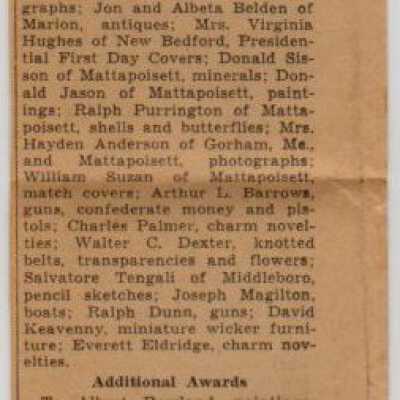 graphs; Jon and Albeta Belden of
Marion, antiques; Mrs. Virginia
Hughes of New Bedford, Presiden-
tial First Day Covers; Donald Sis-
son of Mattapoisett, minerals; Don-
ald Jason of Mattapoisett, paint-
ings; Ralph Purrington of Matta-
poisett, shells and butterflies; Mrs.
Hayden Anderson of Gorham, Me.,
and Mattapoisett, photographs;
William Suzan of Mattapoisett,
match covers; Arthur L. Barrows,
guns, confederate money and pis-
tols; Charles Palmer, charm novel-
ties; Walter C. Dexter, knotted
belts, transparencies and flowers;
Salvatore Tengali of Middleboro,
pencil sketches; Joseph Magilton,
boats; Ralph Dunn, guns; David
Keavenny, miniature wicker furni-
ture; Everett Eldridge, charm nov-
elties.
Additional Awards